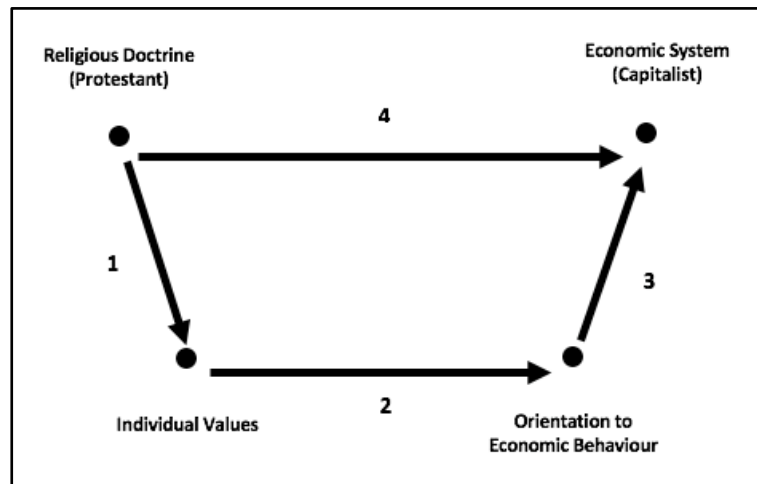 Religious Doctrine
(Protestant)
Economic System
(Capitalist)
4
1
3
2
Individual Values
Orientation to
Economic Behaviour